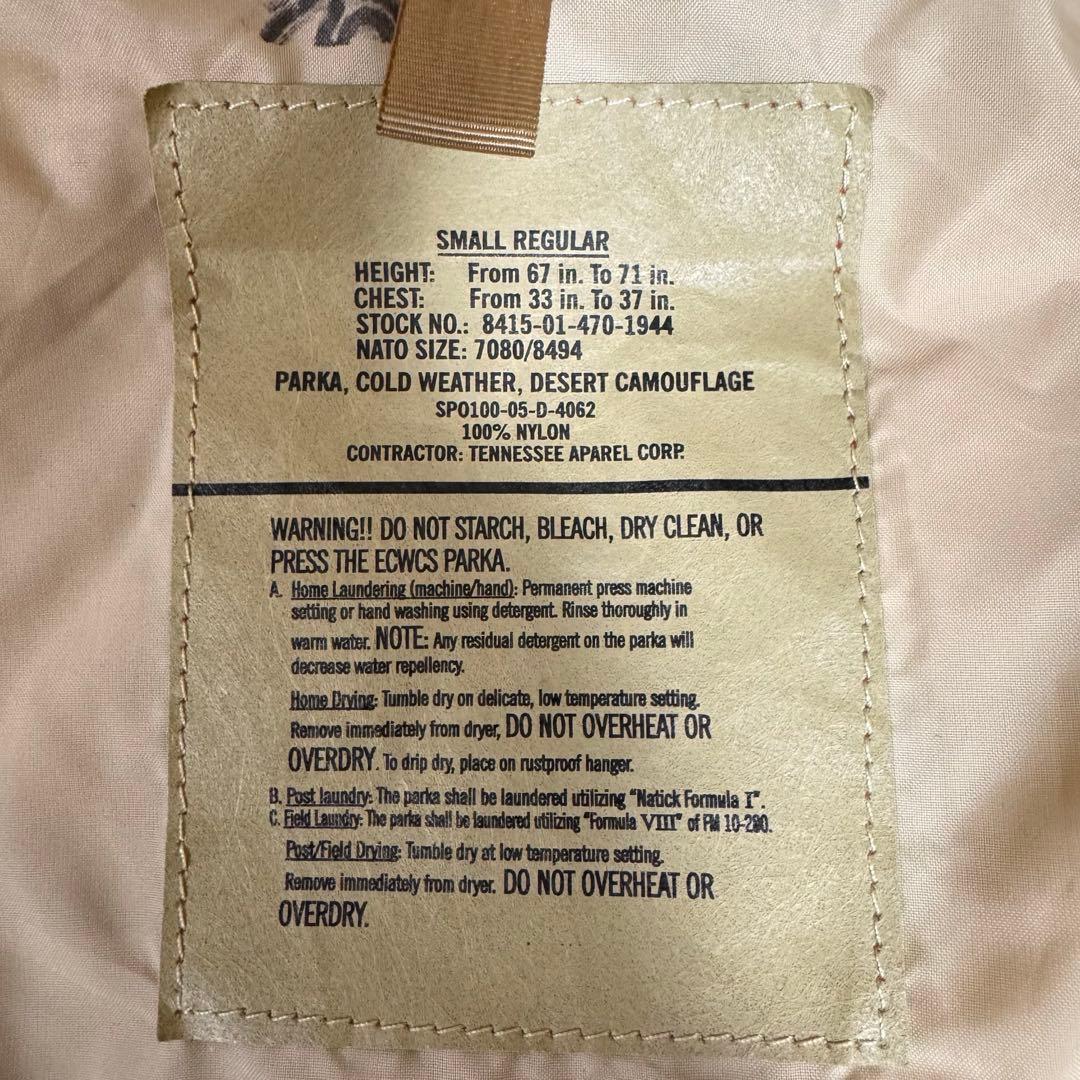 SMALL REGULAR
HEIGHT: From 67 in. To 71 in.
CHEST: From 33 in. To 37 in.
STOCK NO.: 8415-01-470-1944
NATO SIZE: 7080/8494
PARKA, COLD WEATHER, DESERT CAMOUFLAGE
SPO100-05-D-4062
100% NYLON
CONTRACTOR: TENNESSEE APAREL CORP.
WARNING!! DO NOT STARCH, BLEACH, DRY CLEAN, OR
PRESS THE ECWCS PARKA.
A. Home Laundering (machine/hand): Permanent press machine
setting or hand washing using detergent. Rinse thoroughly in
warm water. NOTE: Any residual detergent on the parka will
decrease water repellency.
Home Drying: Tumble dry on delicate, low temperature setting.
Remove immediately from dryer, DO NOT OVERHEAT OR
OVERDRY. To drip dry, place on rustproof hanger.
B. Post laundry: The parka shall be laundered utilizing "Natick Formula I".
C. Field Laundry: The parka shall be laundered utilizing "Formula VIII" of FM 10-280.
Post/Field Drying: Tumble dry at low temperature setting.
Remove immediately from dryer. DO NOT OVERHEAT OR
OVERDRY.